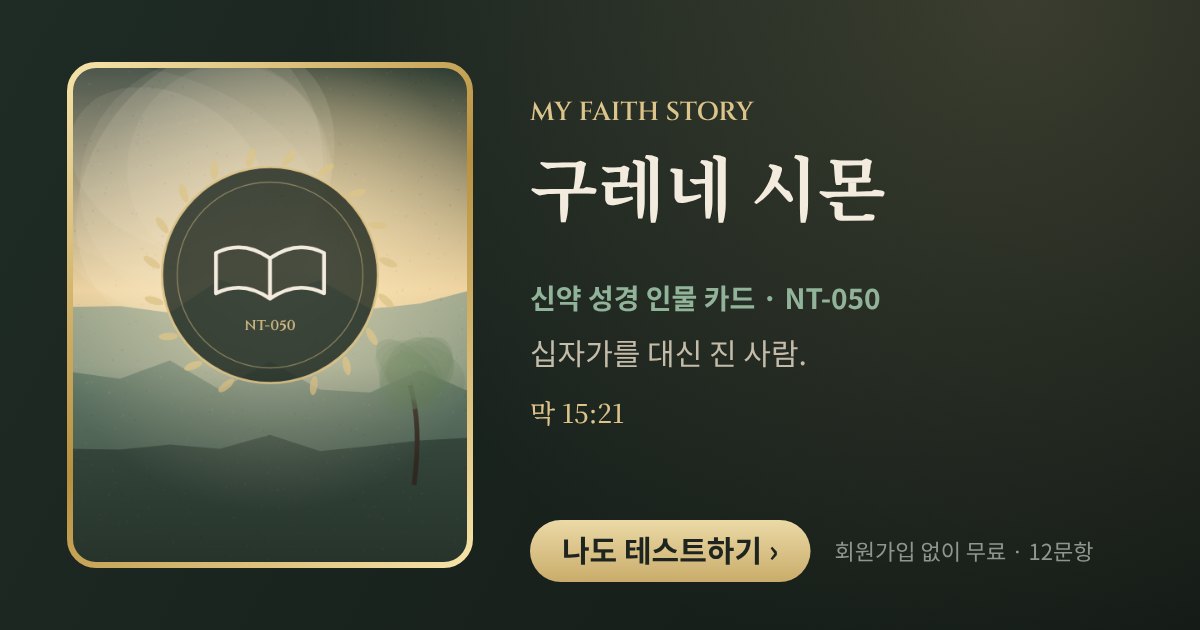 NT-050
MY FAITH STORY
구레네 시몬
신약 성경 인물 카드 · NT-050
십자가를 대신 진 사람.
막 15:21
나도 테스트하기 ›
회원가입 없이 무료 · 12문항